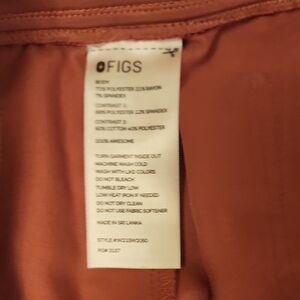 FIGS
BODY
72% POLYESTER 21% RAYON
7% SPANDEX
CONTRAST 1:
88% POLYESTER 12% SPANDEX
CONTRAST 2:
60% COTTON 40% POLYESTER
100% AWESOME
TURN GARMENT INSIDE OUT
MACHINE WASH COLD
WASH WITH LIKE COLORS
DO NOT BLEACH
TUMBLE DRY LOW
LOW HEAT IRON IF NEEDED
DO NOT DRY CLEAN
DO NOT USE FABRIC SOFTENER
MADE IN SRI LANKA